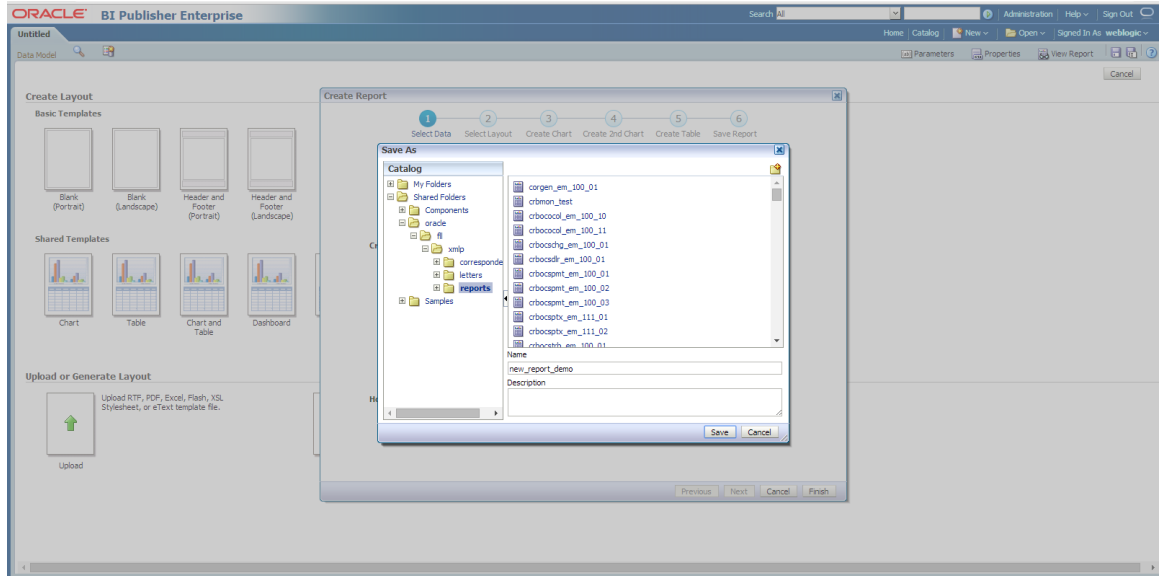 ORACLE BI Publisher Enterprise Search All Administration Help Sign Out
Untitled Home Catalog New Open Signed In As weblogic
Data Model Parameters Properties View Report
Cancel
Create Layout
Basic Templates
Blank (Portrait)
Blank (Landscape)
Header and Footer (Portrait)
Header and Footer (Landscape)
Shared Templates
Chart
Table
Chart and Table
Dashboard
Upload or Generate Layout
Upload RTF, PDF, Excel, Flash, XSL
Stylesheet, or eText template file.
Upload
Create Report
1 2 3 4 5 6
Select Data Select Layout Create Chart Create 2nd Chart Create Table Save Report
Cr
He
Save As
Catalog
My Folders
Shared Folders
Components
oracle
fl
xmlp
corresponde
letters
reports
Samples
corgen_em_100_01
crbmon_test
crbococol_em_100_10
crbococol_em_100_11
crbocschg_em_100_01
crbocsdlr_em_100_01
crbocspmt_em_100_01
crbocspmt_em_100_02
crbocspmt_em_100_03
crbocsptx_em_111_01
crbocsptx_em_111_02
crbocstrh_em_100_01
Name
new_report_demo
Description
Save Cancel
Previous Next Cancel Finish